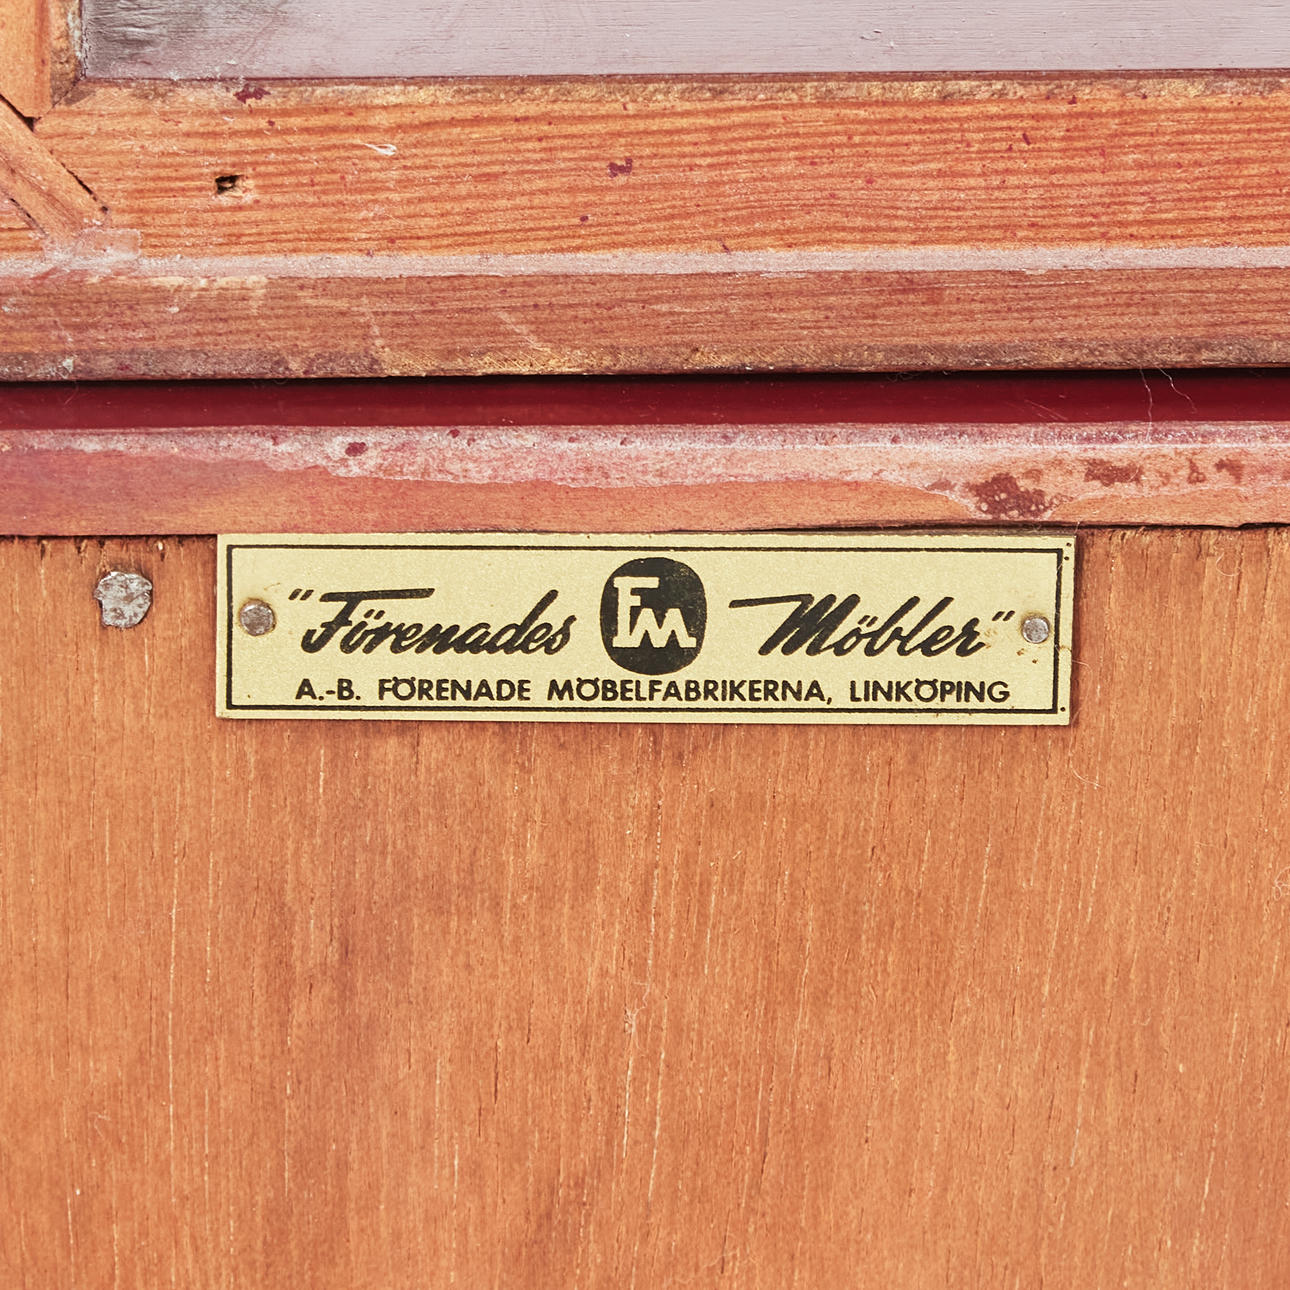 "Förenades FM Möbler"
A.-B. FÖRENADE MÖBELFABRIKERNA, LINKÖPING